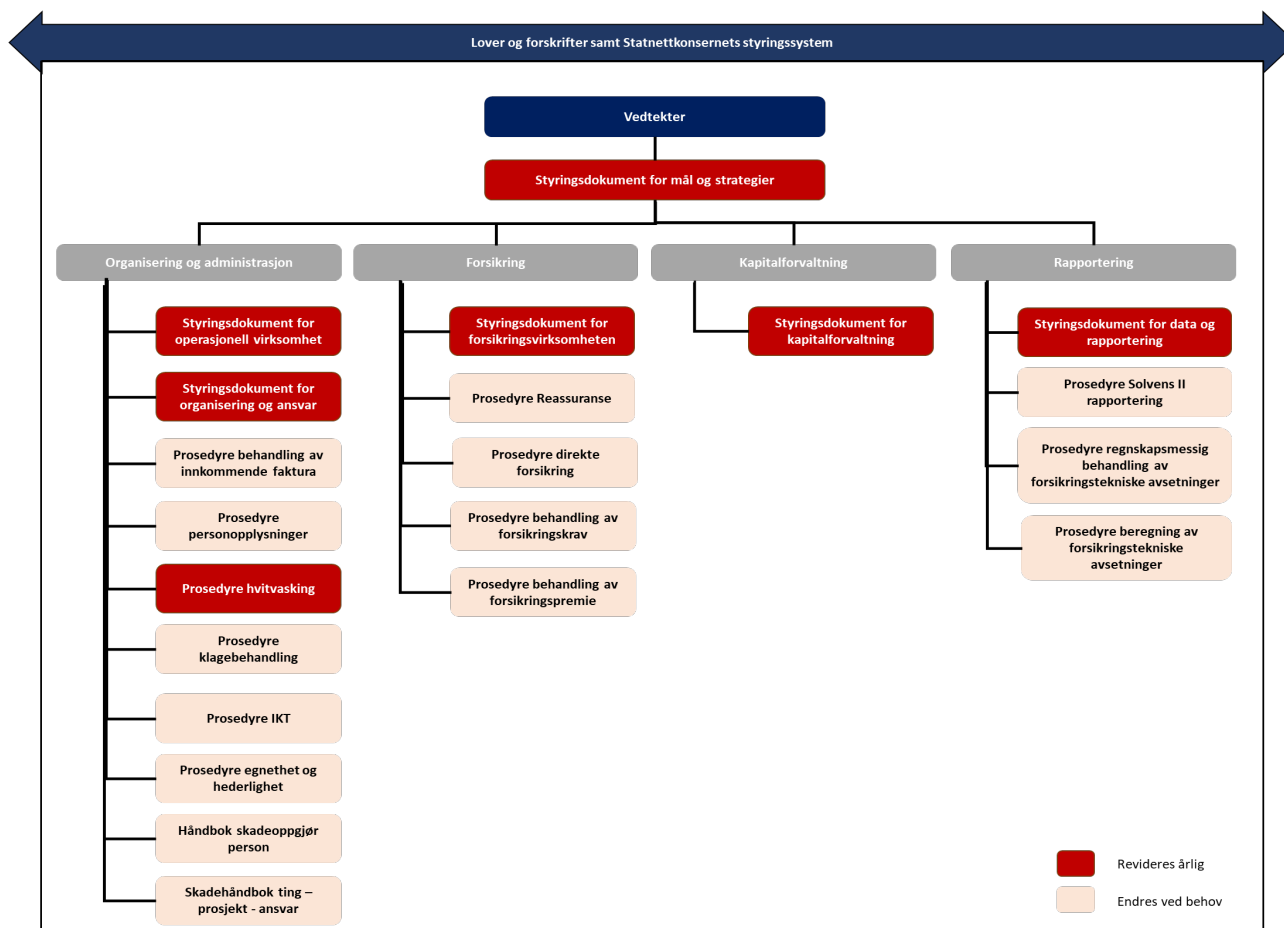 Lover og forskrifter samt Statnettkonsernets styringssystem
Vedtekter
Styringsdokument for mål og strategier
Organisering og administrasjon
Styringsdokument for
operasjonell virksomhet
Styringsdokument for
organisering og ansvar
Prosedyre behandling av
innkommende faktura
Prosedyre
personopplysninger
Prosedyre hvitvasking
Prosedyre
klagebehandling
Prosedyre IKT
Prosedyre egnethet og
hederlighet
Håndbok skadeoppgjør
person
Skadehåndbok ting –
prosjekt - ansvar
Forsikring
Styringsdokument for
forsikringsvirksomheten
Prosedyre Reassuranse
Prosedyre direkte
forsikring
Prosedyre behandling av
forsikringskrav
Prosedyre behandling av
forsikringspremie
Kapitalforvaltning
Styringsdokument for
kapitalforvaltning
Rapportering
Styringsdokument for data og
rapportering
Prosedyre Solvens II
rapportering
Prosedyre regnskapsmessig
behandling av
forsikringstekniske avsetninger
Prosedyre beregning av
forsikringstekniske
avsetninger
Revideres årlig
Endres ved behov